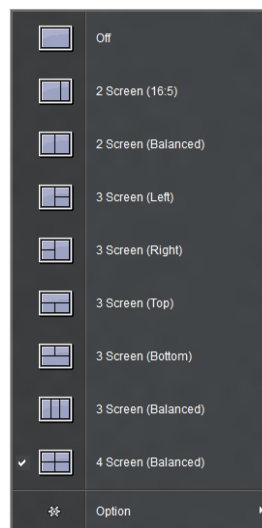 Off
2 Screen (16:5)
2 Screen (Balanced)
3 Screen (Left)
3 Screen (Right)
3 Screen (Top)
3 Screen (Bottom)
3 Screen (Balanced)
4 Screen (Balanced)
Option